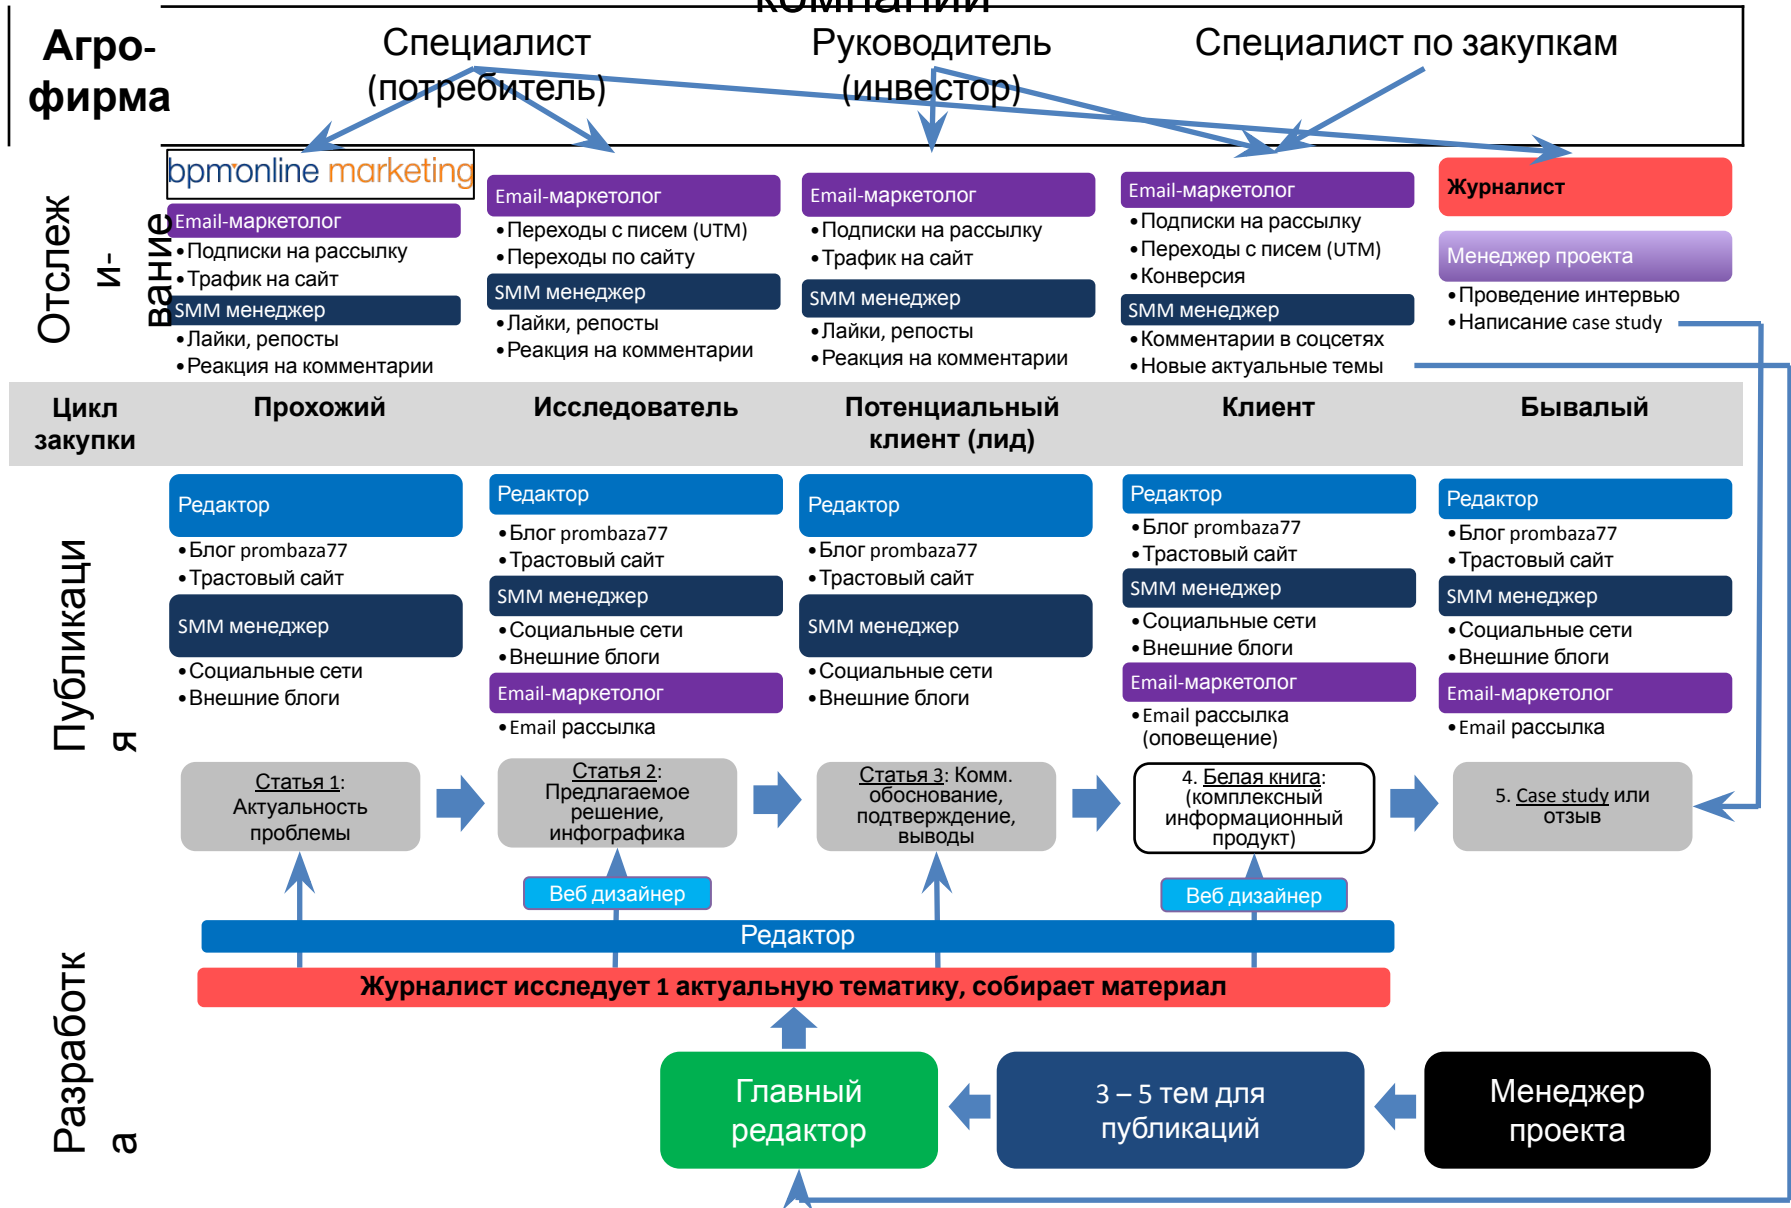 компании
Агро-
фирма
Специалист
(потребитель)
Руководитель
(инвестор)
Специалист по закупкам
Отслеж
и-
вание
bpm'online marketing
Email-маркетолог
•Подписки на рассылку
•Трафик на сайт
SMM менеджер
•Лайки, репосты
•Реакция на комментарии
Email-маркетолог
•Переходы с писем (UTM)
•Переходы по сайту
SMM менеджер
•Лайки, репосты
•Реакция на комментарии
Email-маркетолог
•Подписки на рассылку
•Трафик на сайт
SMM менеджер
•Лайки, репосты
•Реакция на комментарии
Email-маркетолог
•Подписки на рассылку
•Переходы с писем (UTM)
•Конверсия
SMM менеджер
•Комментарии в соцсетях
•Новые актуальные темы
Журналист
Менеджер проекта
•Проведение интервью
•Написание case study
Цикл
закупки
Прохожий
Исследователь
Потенциальный
клиент (лид)
Клиент
Бывалый
Публикаци
я
Редактор
•Блог prombaza77
•Трастовый сайт
SMM менеджер
•Социальные сети
•Внешние блоги
Редактор
•Блог prombaza77
•Трастовый сайт
SMM менеджер
•Социальные сети
•Внешние блоги
Email-маркетолог
•Email рассылка
Редактор
•Блог prombaza77
•Трастовый сайт
SMM менеджер
•Социальные сети
•Внешние блоги
Редактор
•Блог prombaza77
•Трастовый сайт
SMM менеджер
•Социальные сети
•Внешние блоги
Email-маркетолог
•Email рассылка
(оповещение)
Редактор
•Блог prombaza77
•Трастовый сайт
SMM менеджер
•Социальные сети
•Внешние блоги
Email-маркетолог
•Email рассылка
Статья 1:
Актуальность
проблемы
Статья 2:
Предлагаемое
решение,
инфографика
Статья 3: Комм.
обоснование,
подтверждение,
выводы
4. Белая книга:
(комплексный
информационный
продукт)
5. Case study или
отзыв
Разработк
а
Веб дизайнер
Веб дизайнер
Редактор
Журналист исследует 1 актуальную тематику, собирает материал
Главный
редактор
3 – 5 тем для
публикаций
Менеджер
проекта